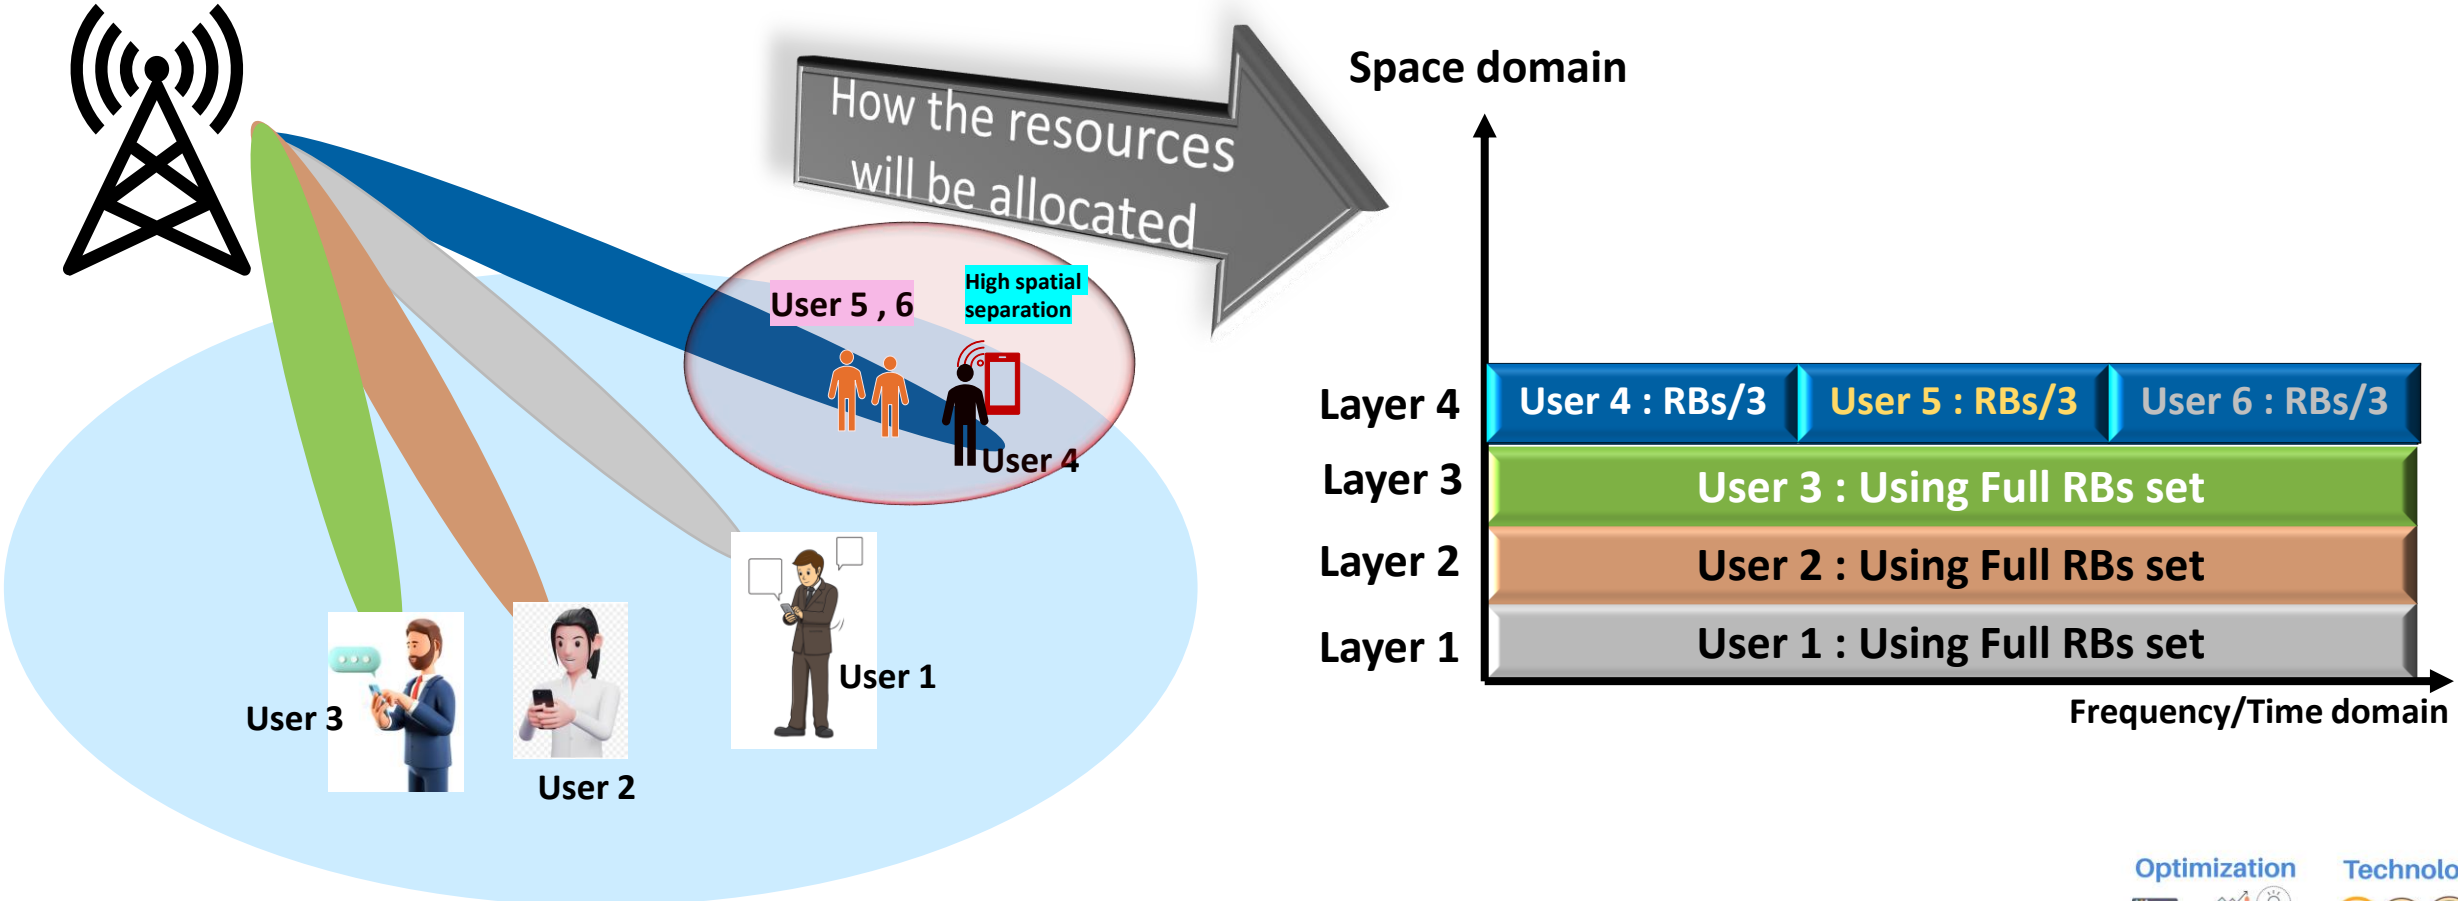 How the resources
will be allocated
User 5 , 6
High spatial
separation
User 4
User 1
User 3
User 2
Space domain
Layer 4
User 4 : RBs/3
User 5 : RBs/3
User 6 : RBs/3
Layer 3
User 3 : Using Full RBs set
Layer 2
User 2 : Using Full RBs set
Layer 1
User 1 : Using Full RBs set
Frequency/Time domain
Optimization
Technolo